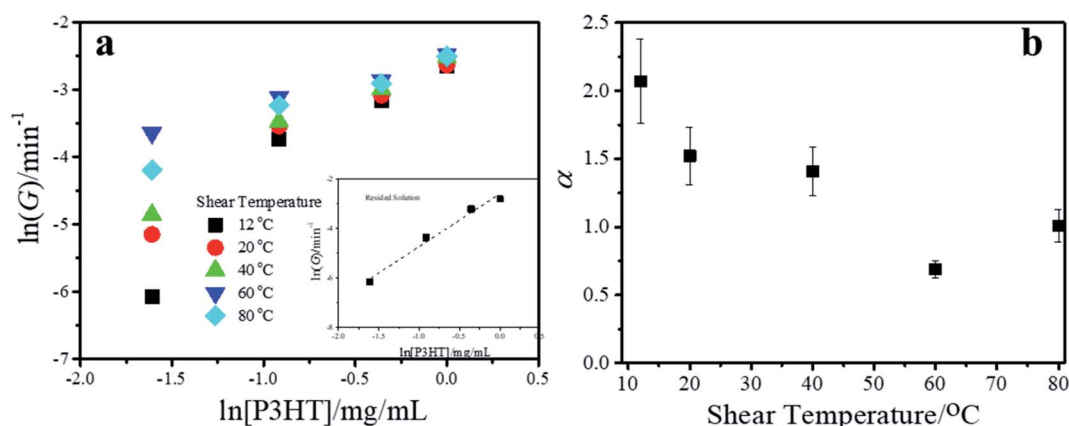 a
ln(G)/min⁻¹
-2
-3
-4
-5
-6
-7
-2.0
-1.5
-1.0
-0.5
0.0
0.5
ln[P3HT]/mg/mL
Shear Temperature
12 °C
20 °C
40 °C
60 °C
80 °C
Resided Solution
ln(G)/min⁻¹
-2
-4
-6
-8
-2.0
-1.5
-1.0
-0.5
0.0
0.5
ln[P3HT]/mg/mL
b
α
2.5
2.0
1.5
1.0
0.5
0.0
10
20
30
40
50
60
70
80
Shear Temperature/°C